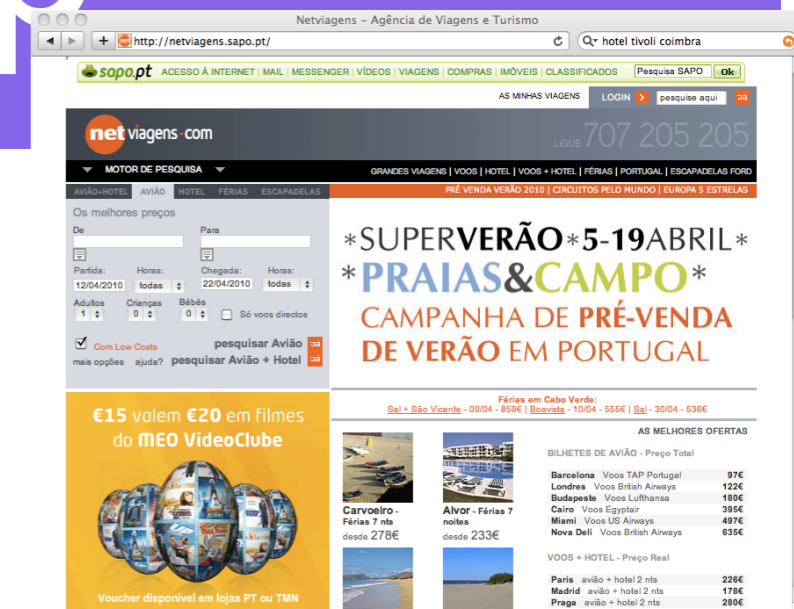 Netviagens – Agência de Viagens e Turismo
http://netviagens.sapo.pt/
hotel tivoli coimbra
sapo.pt ACESSO À INTERNET | MAIL | MESSENGER | VÍDEOS | VIAGENS | COMPRAS | IMÓVEIS | CLASSIFICADOS Pesquisa SAPO Ok
AS MINHAS VIAGENS LOGIN pesquise aqui
net viagens.com
LIGUE 707 205 205
MOTOR DE PESQUISA
GRANDES VIAGENS | VOOS | HOTEL | VOOS + HOTEL | FÉRIAS | PORTUGAL | ESCAPADELAS FORD
AVIÃO+HOTEL AVIÃO HOTEL FÉRIAS ESCAPADELAS
PRÉ VENDA VERÃO 2010 | CIRCUITOS PELO MUNDO | EUROPA 5 ESTRELAS
Os melhores preços
De Para
Partida: Horas: Chegada: Horas:
12/04/2010 todas 22/04/2010 todas
Adultos Crianças Bébés
1 0 0 Só voos directos
Com Low Costs pesquisar Avião
mais opções ajuda? pesquisar Avião + Hotel
*SUPERVERÃO*5-19ABRIL*
*PRAIAS&CAMPO*
CAMPANHA DE PRÉ-VENDA
DE VERÃO EM PORTUGAL
Férias em Cabo Verde:
Sal + São Vicente - 09/04 - 859€ | Boavista - 10/04 - 555€ | Sal - 30/04 - 536€
€15 valem €20 em filmes
do MEO VideoClube
UP
Voucher disponível em lojas PT ou TMN
Carvoeiro -
Férias 7 nts
desde 278€
Alvor - Férias 7
noites
desde 233€
AS MELHORES OFERTAS
BILHETES DE AVIÃO - Preço Total
Barcelona Voos TAP Portugal 97€
Londres Voos British Airways 122€
Budapeste Voos Lufthansa 180€
Cairo Voos Egyptair 395€
Miami Voos US Airways 497€
Nova Deli Voos British Airways 635€
VOOS + HOTEL - Preço Real
Paris avião + hotel 2 nts 226€
Madrid avião + hotel 2 nts 178€
Praga avião + hotel 2 nts 280€